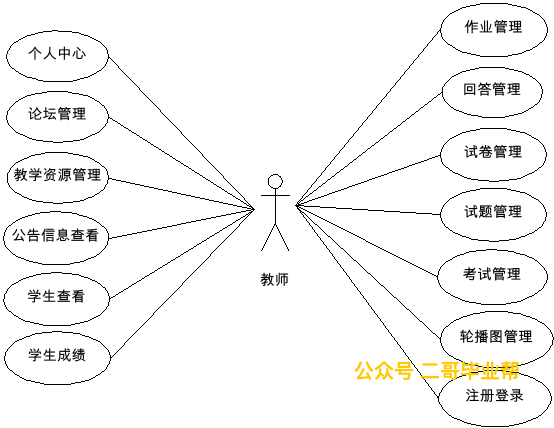 个人中心
论坛管理
教学资源管理
公告信息查看
学生查看
学生成绩
教师
作业管理
回答管理
试卷管理
试题管理
考试管理
轮播图管理
公众号 二哥毕业帮
注册登录